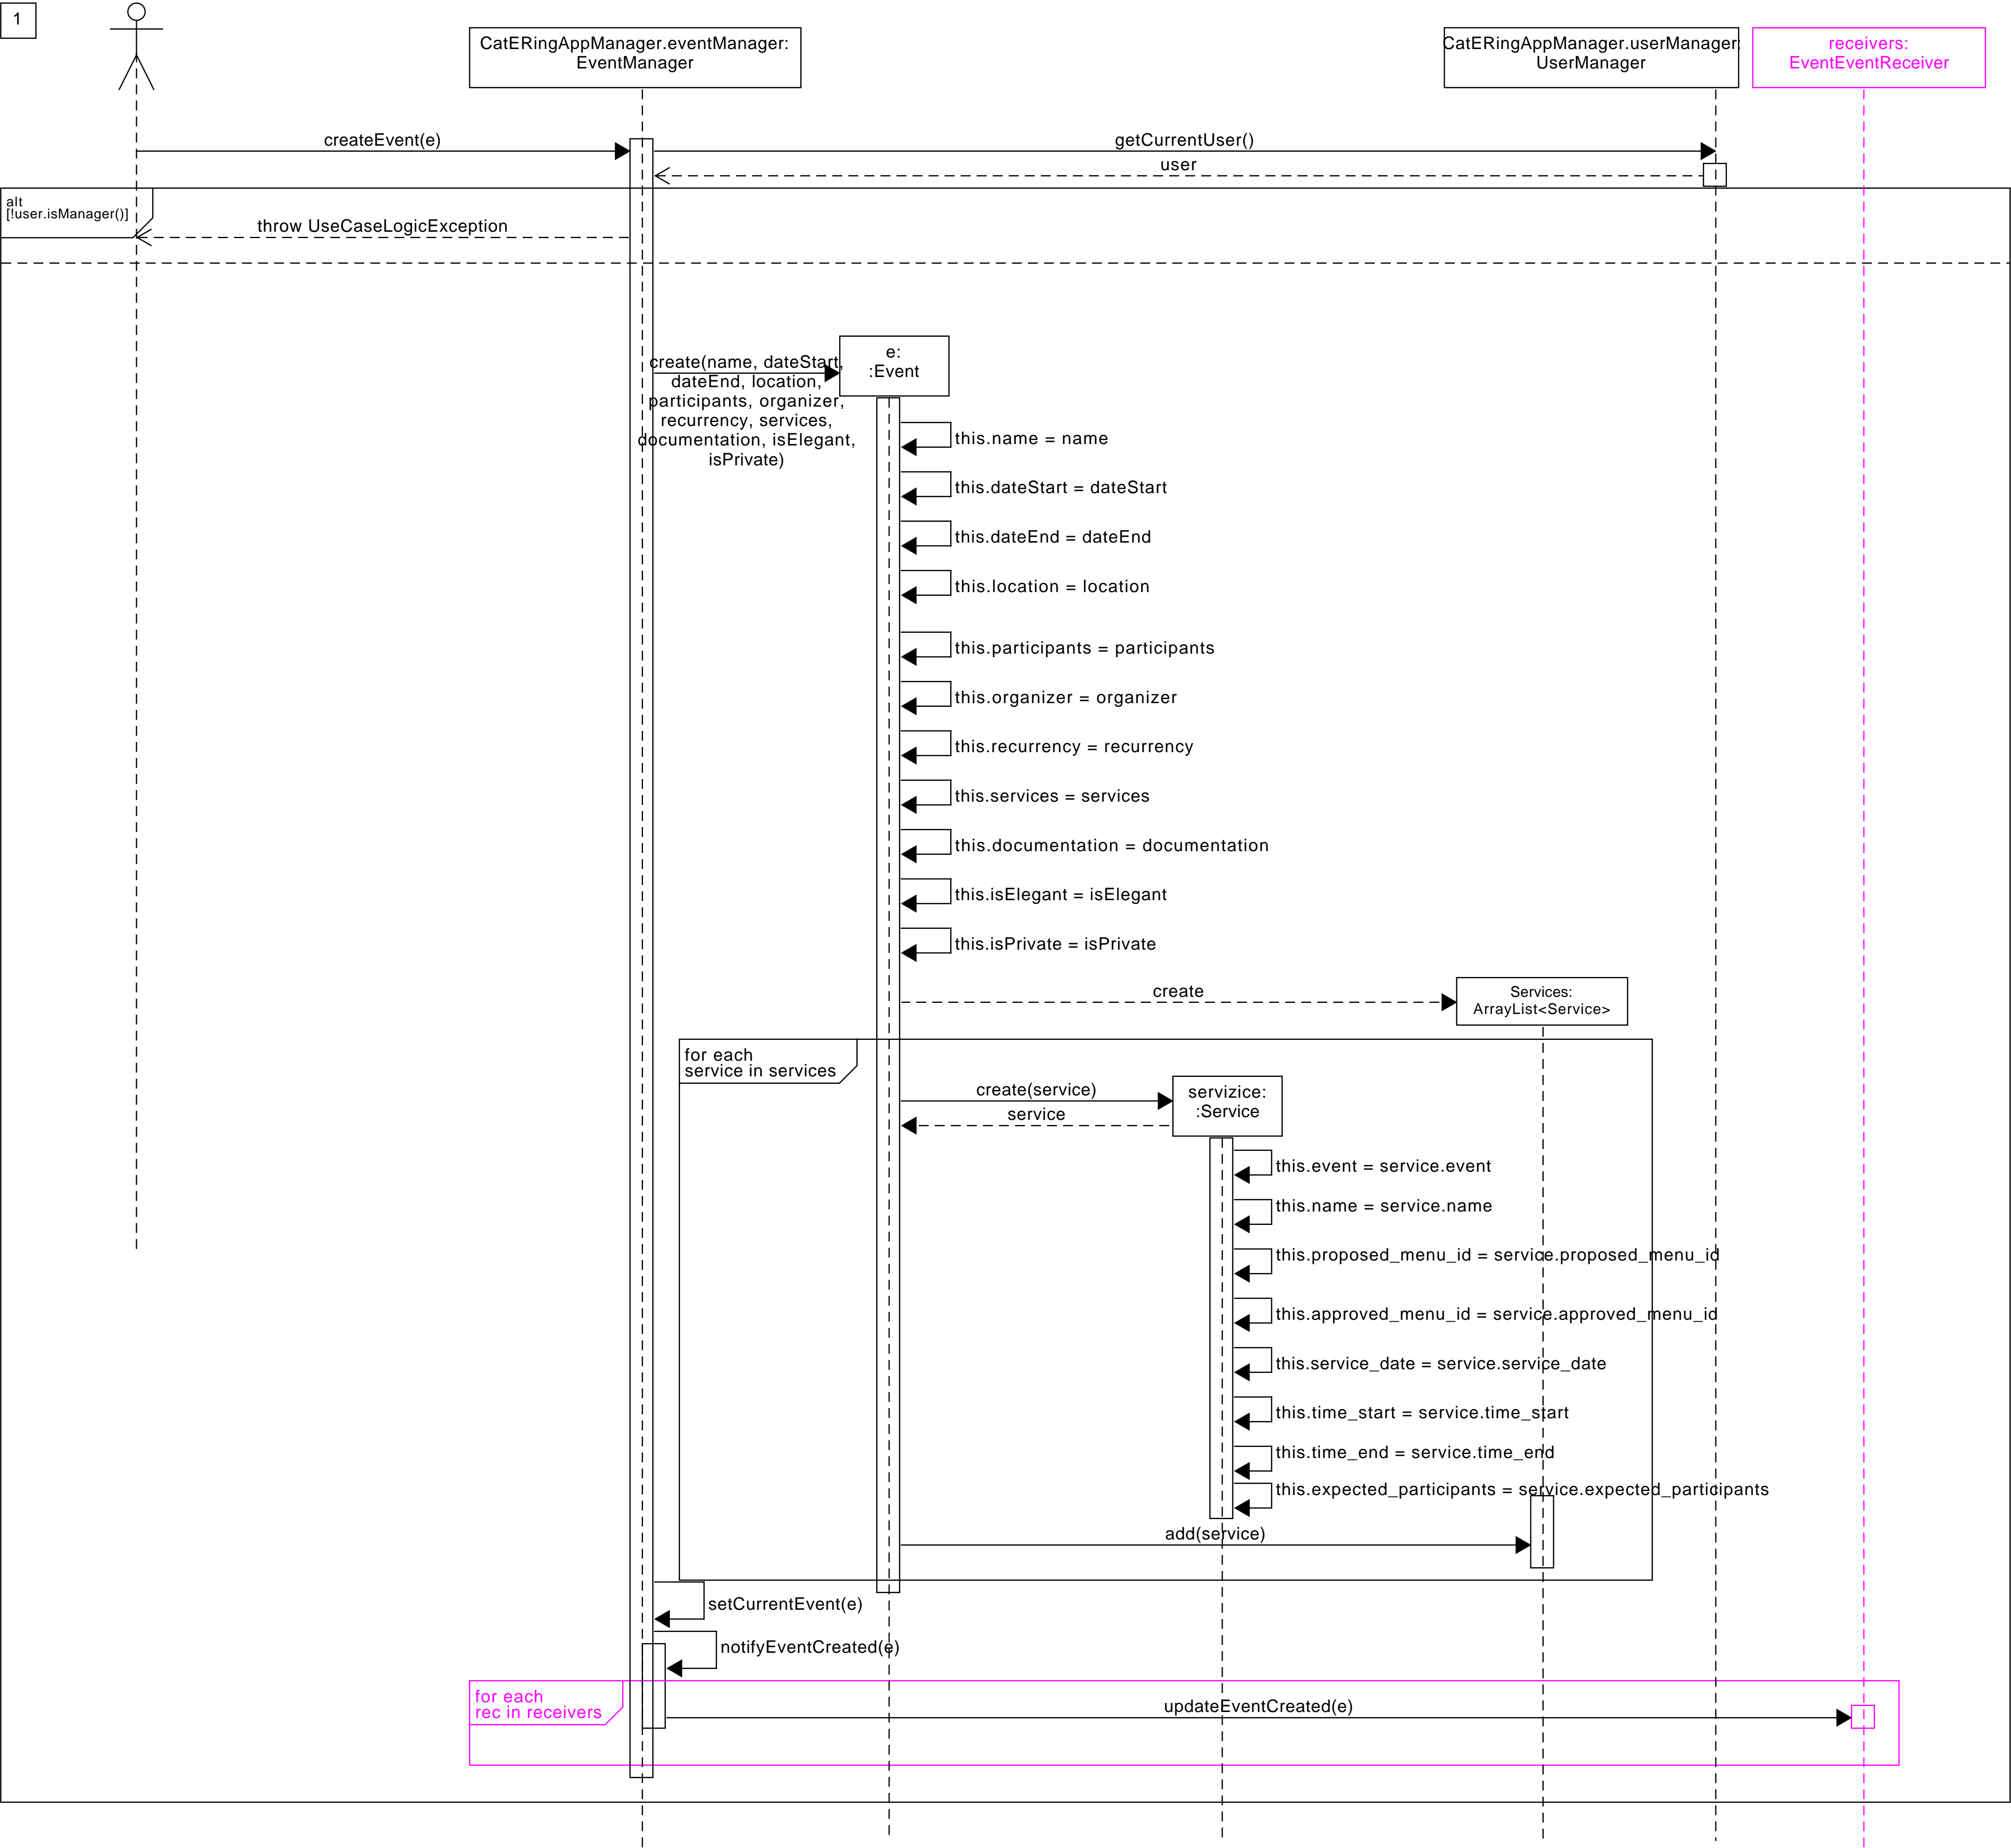 1
CatERingAppManager.eventManager:
EventManager
CatERingAppManager.userManager:
UserManager
receivers:
EventEventReceiver
createEvent(e)
getCurrentUser()
user
alt
[!user.isManager()]
throw UseCaseLogicException
create(name, dateStart,
dateEnd, location,
participants, organizer,
recurrency, services,
documentation, isElegant,
isPrivate)
e:
:Event
this.name = name
this.dateStart = dateStart
this.dateEnd = dateEnd
this.location = location
this.participants = participants
this.organizer = organizer
this.recurrency = recurrency
this.services = services
this.documentation = documentation
this.isElegant = isElegant
this.isPrivate = isPrivate
create
Services:
ArrayList<Service>
for each
service in services
create(service)
service
servizice:
:Service
this.event = service.event
this.name = service.name
this.proposed_menu_id = service.proposed_menu_id
this.approved_menu_id = service.approved_menu_id
this.service_date = service.service_date
this.time_start = service.time_start
this.time_end = service.time_end
this.expected_participants = service.expected_participants
add(service)
setCurrentEvent(e)
notifyEventCreated(e)
for each
rec in receivers
updateEventCreated(e)